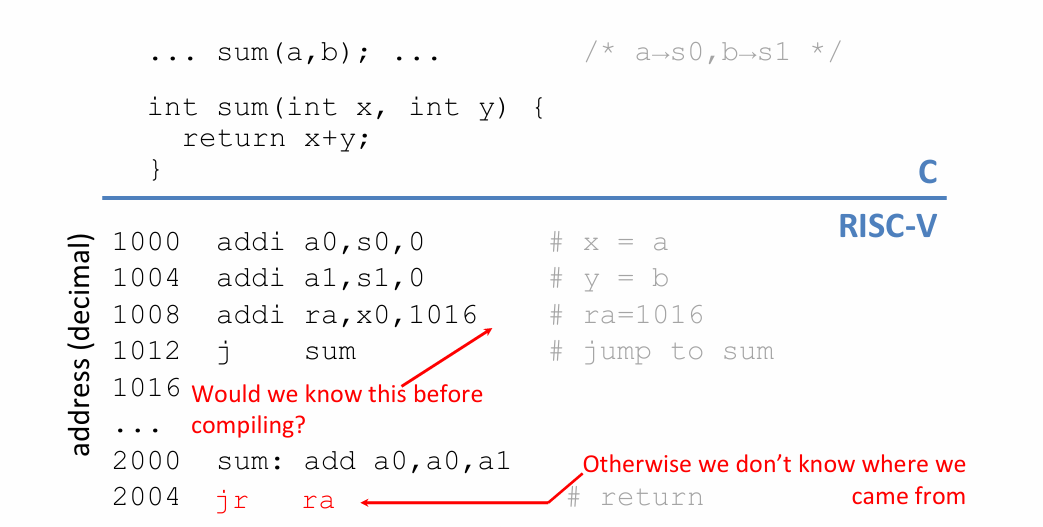 ... sum(a,b); ... /* a→s0,b→s1 */
int sum(int x, int y) {
return x+y;
}
C
RISC-V
address (decimal)
1000 addi a0,s0,0 # x = a
1004 addi a1,s1,0 # y = b
1008 addi ra,x0,1016 # ra=1016
1012 j sum # jump to sum
1016
Would we know this before
compiling?
...
2000 sum: add a0,a0,a1
Otherwise we don't know where we
came from
2004 jr ra # return